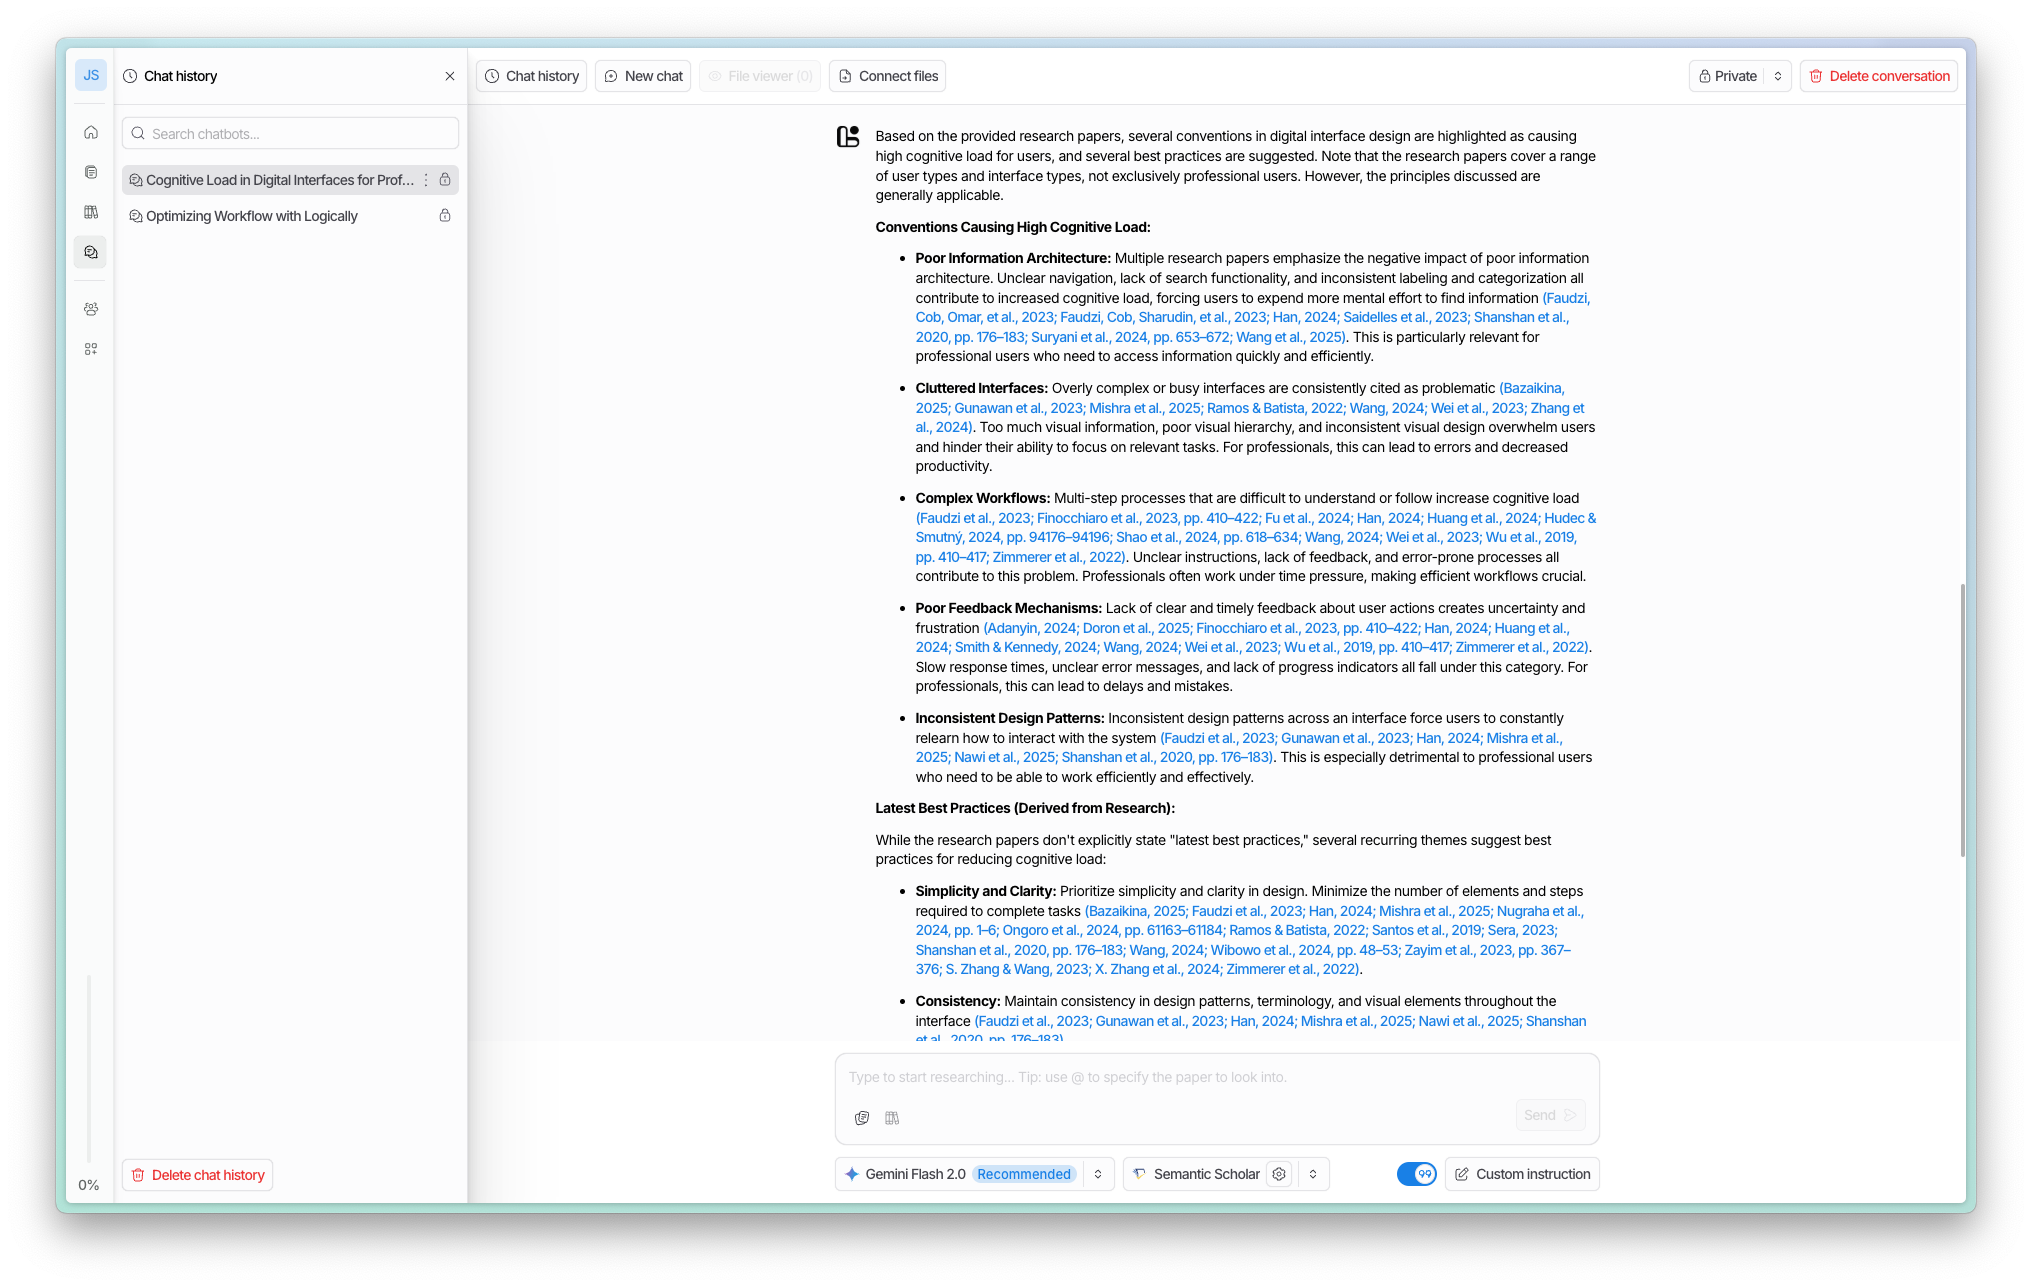 JS
Chat history
Chat history
New chat
File viewer (0)
Connect files
Private
Delete conversation
Search chatbots...
Cognitive Load in Digital Interfaces for Prof...
Optimizing Workflow with Logically
Based on the provided research papers, several conventions in digital interface design are highlighted as causing
high cognitive load for users, and several best practices are suggested. Note that the research papers cover a range
of user types and interface types, not exclusively professional users. However, the principles discussed are
generally applicable.
Conventions Causing High Cognitive Load:
• Poor Information Architecture: Multiple research papers emphasize the negative impact of poor information
architecture. Unclear navigation, lack of search functionality, and inconsistent labeling and categorization all
contribute to increased cognitive load, forcing users to expend more mental effort to find information (Faudzi,
Cob, Omar, et al., 2023; Faudzi, Cob, Sharudin, et al., 2023; Han, 2024; Saidelles et al., 2023; Shanshan et al.,
2020, pp. 176–183; Suryani et al., 2024, pp. 653–672; Wang et al., 2025). This is particularly relevant for
professional users who need to access information quickly and efficiently.
• Cluttered Interfaces: Overly complex or busy interfaces are consistently cited as problematic (Bazaikina,
2025; Gunawan et al., 2023; Mishra et al., 2025; Ramos & Batista, 2022; Wang, 2024; Wei et al., 2023; Zhang et
al., 2024). Too much visual information, poor visual hierarchy, and inconsistent visual design overwhelm users
and hinder their ability to focus on relevant tasks. For professionals, this can lead to errors and decreased
productivity.
• Complex Workflows: Multi-step processes that are difficult to understand or follow increase cognitive load
(Faudzi et al., 2023; Finocchiaro et al., 2023, pp. 410–422; Fu et al., 2024; Han, 2024; Huang et al., 2024; Hudec &
Smutný, 2024, pp. 94176–94196; Shao et al., 2024, pp. 618–634; Wang, 2024; Wei et al., 2023; Wu et al., 2019,
pp. 410–417; Zimmerer et al., 2022). Unclear instructions, lack of feedback, and error-prone processes all
contribute to this problem. Professionals often work under time pressure, making efficient workflows crucial.
• Poor Feedback Mechanisms: Lack of clear and timely feedback about user actions creates uncertainty and
frustration (Adanyin, 2024; Doron et al., 2025; Finocchiaro et al., 2023, pp. 410–422; Han, 2024; Huang et al.,
2024; Smith & Kennedy, 2024; Wang, 2024; Wei et al., 2023; Wu et al., 2019, pp. 410–417; Zimmerer et al., 2022).
Slow response times, unclear error messages, and lack of progress indicators all fall under this category. For
professionals, this can lead to delays and mistakes.
• Inconsistent Design Patterns: Inconsistent design patterns across an interface force users to constantly
relearn how to interact with the system (Faudzi et al., 2023; Gunawan et al., 2023; Han, 2024; Mishra et al.,
2025; Nawi et al., 2025; Shanshan et al., 2020, pp. 176–183). This is especially detrimental to professional users
who need to be able to work efficiently and effectively.
Latest Best Practices (Derived from Research):
While the research papers don't explicitly state "latest best practices," several recurring themes suggest best
practices for reducing cognitive load:
• Simplicity and Clarity: Prioritize simplicity and clarity in design. Minimize the number of elements and steps
required to complete tasks (Bazaikina, 2025; Faudzi et al., 2023; Han, 2024; Mishra et al., 2025; Nugraha et al.,
2024, pp. 1–6; Ongoro et al., 2024, pp. 61163–61184; Ramos & Batista, 2022; Santos et al., 2019; Sera, 2023;
Shanshan et al., 2020, pp. 176–183; Wang, 2024; Wibowo et al., 2024, pp. 48–53; Zayim et al., 2023, pp. 367–
376; S. Zhang & Wang, 2023; X. Zhang et al., 2024; Zimmerer et al., 2022).
• Consistency: Maintain consistency in design patterns, terminology, and visual elements throughout the
interface (Faudzi et al., 2023; Gunawan et al., 2023; Han, 2024; Mishra et al., 2025; Nawi et al., 2025; Shanshan
et al., 2020, pp. 176–183)
Type to start researching... Tip: use @ to specify the paper to look into.
Send
Delete chat history
0%
Gemini Flash 2.0 Recommended
Semantic Scholar
Custom instruction